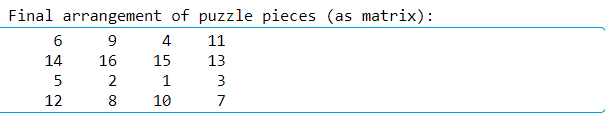 Final arrangement of puzzle pieces (as matrix):
6 9 4 11
14 16 15 13
5 2 1 3
12 8 10 7